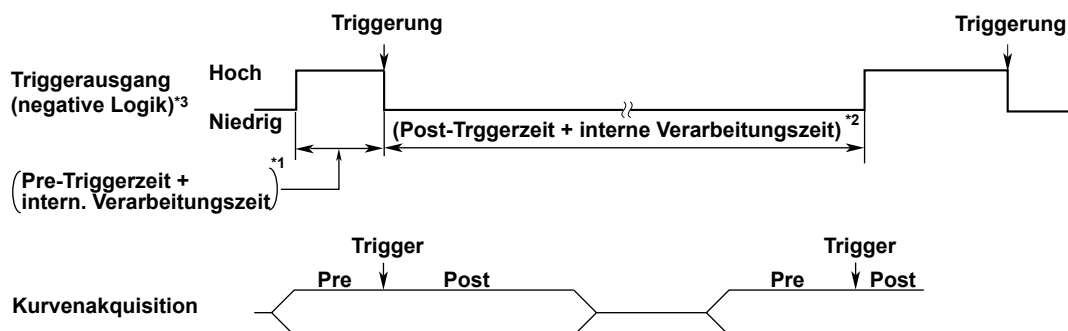 Triggerung Triggerung
Triggerausgang
(negative Logik)*3
Hoch
Niedrig
(Post-Trggerzeit + interne Verarbeitungszeit) *2
(Pre-Triggerzeit +
intern. Verarbeitungszeit) *1
Trigger Trigger
Pre Post Pre Post
Kurvenakquisition